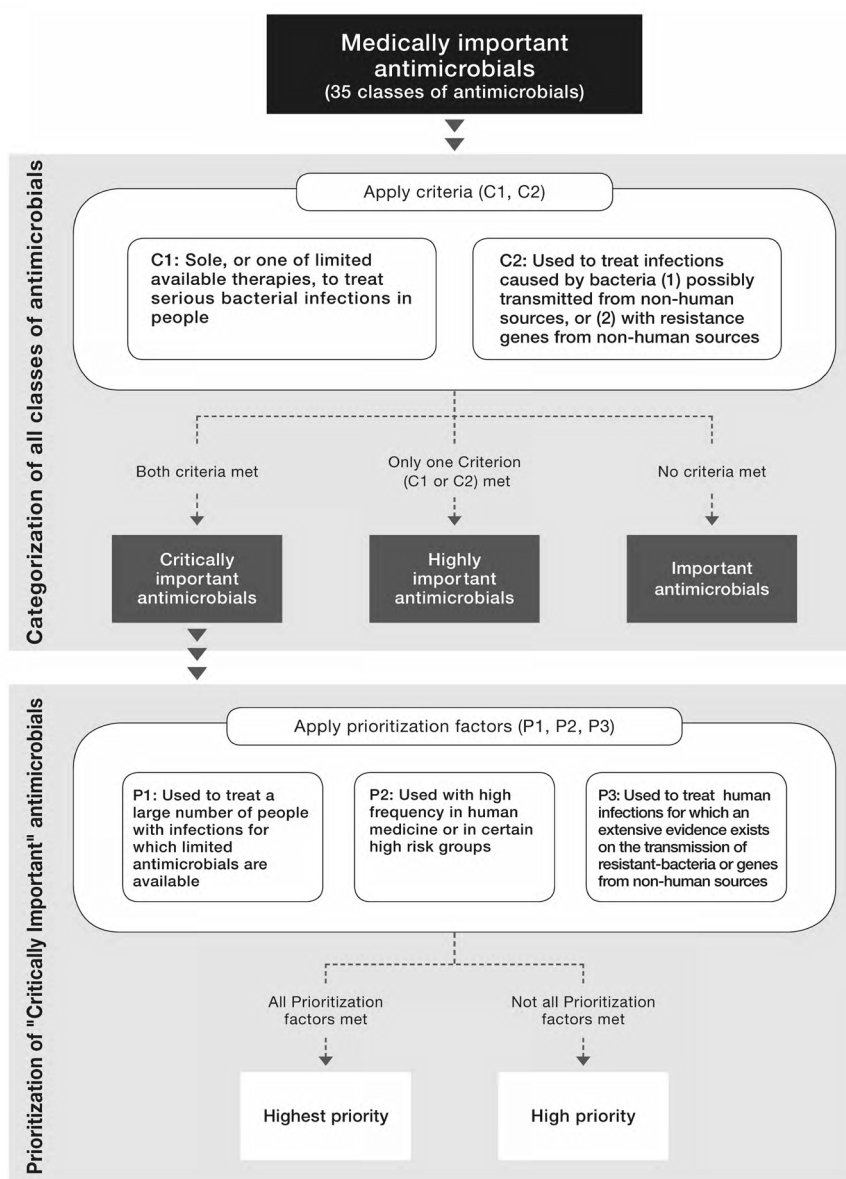 Medically important
antimicrobials
(35 classes of antimicrobials)
Categorization of all classes of antimicrobials
Apply criteria (C1, C2)
C1: Sole, or one of limited
available therapies, to treat
serious bacterial infections in
people
C2: Used to treat infections
caused by bacteria (1) possibly
transmitted from non-human
sources, or (2) with resistance
genes from non-human sources
Both criteria met
Only one Criterion
(C1 or C2) met
No criteria met
Critically
important
antimicrobials
Highly
important
antimicrobials
Important
antimicrobials
Prioritization of "Critically Important" antimicrobials
Apply prioritization factors (P1, P2, P3)
P1: Used to treat a
large number of people
with infections for
which limited
antimicrobials are
available
P2: Used with high
frequency in human
medicine or in certain
high risk groups
P3: Used to treat human
infections for which an
extensive evidence exists
on the transmission of
resistant-bacteria or genes
from non-human sources
All Prioritization
factors met
Not all Prioritization
factors met
Highest priority
High priority